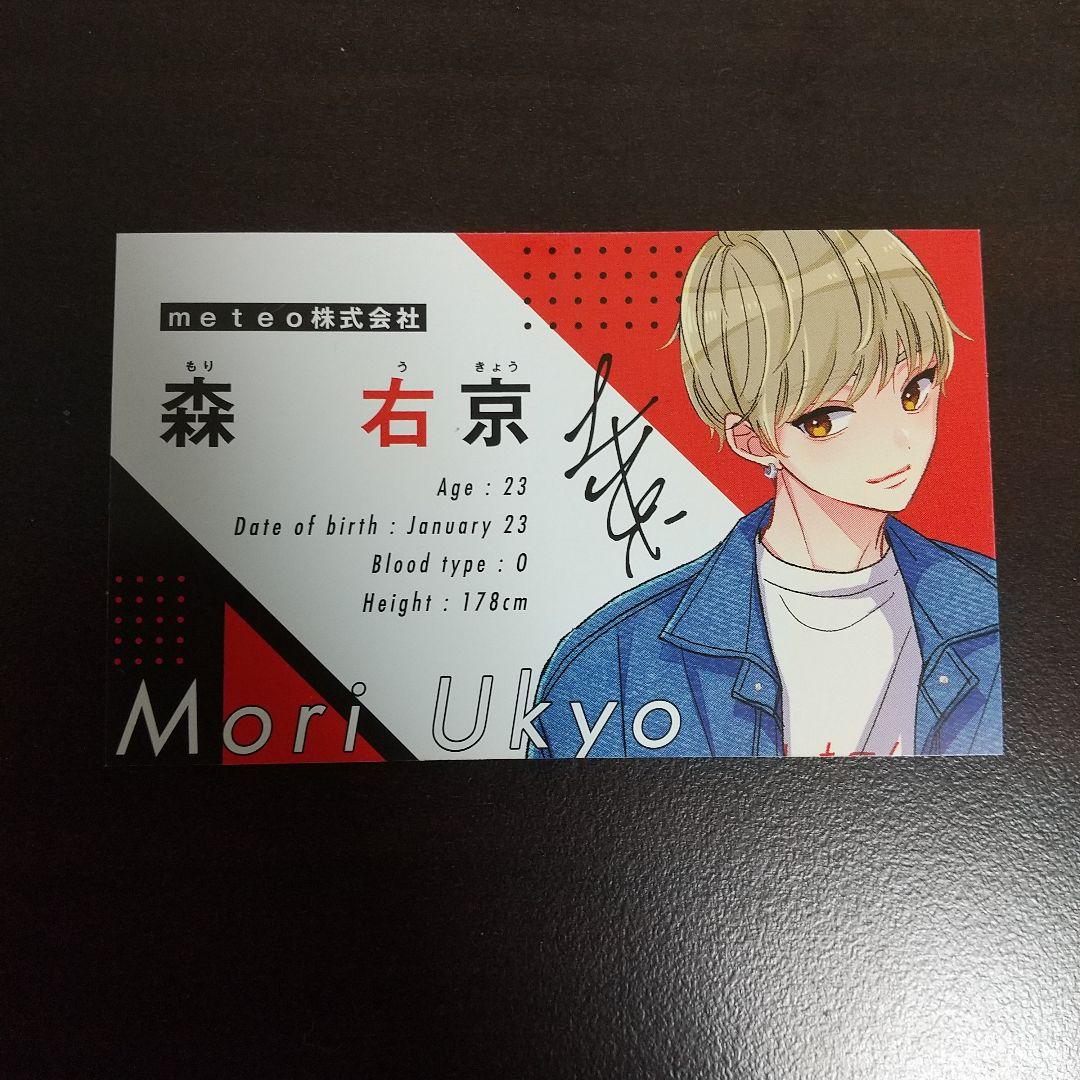 meteo株式会社
もり う きょう
森 右京
Age : 23
Date of birth : January 23
Blood type : O
Height : 178cm
Mori Ukyo